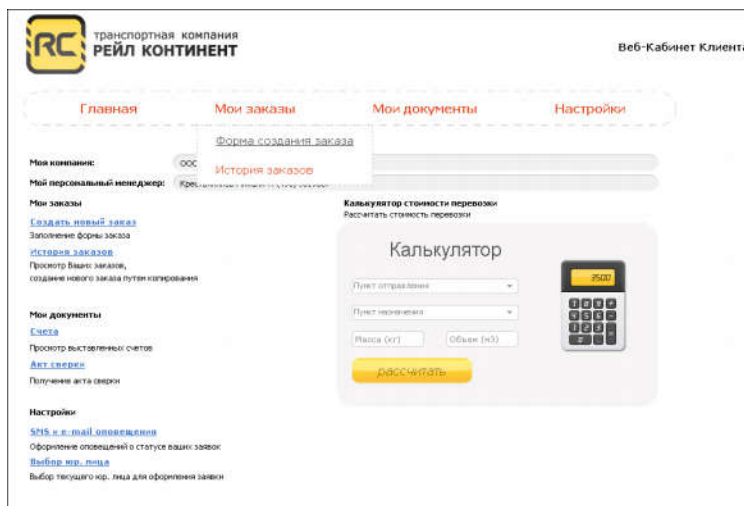 RC
транспортная компания
РЕЙЛ КОНТИНЕНТ
Веб-Кабинет Клиента
Главная Мои заказы Мои документы Настройки
Форма создания заказа
История заказов
Моя компания: ООО
Мой персональный менеджер:
Мои заказы
Создать новый заказ
Заполнение формы заказа
История заказов
Просмотр Ваших заказов,
создание нового заказа путем копирования
Мои документы
Счета
Просмотр выставленных счетов
Акт сверки
Получение акта сверки
Настройки
SMS и e-mail оповещения
Оформление оповещений о статусе ваших заявок
Выбор юр. лица
Выбор текущего юр. лица для оформления заявки
Калькулятор стоимости перевозки
Рассчитать стоимость перевозки
Калькулятор
Пункт отправления
Пункт назначения
Масса (кг) Объем (м3)
рассчитать
3500